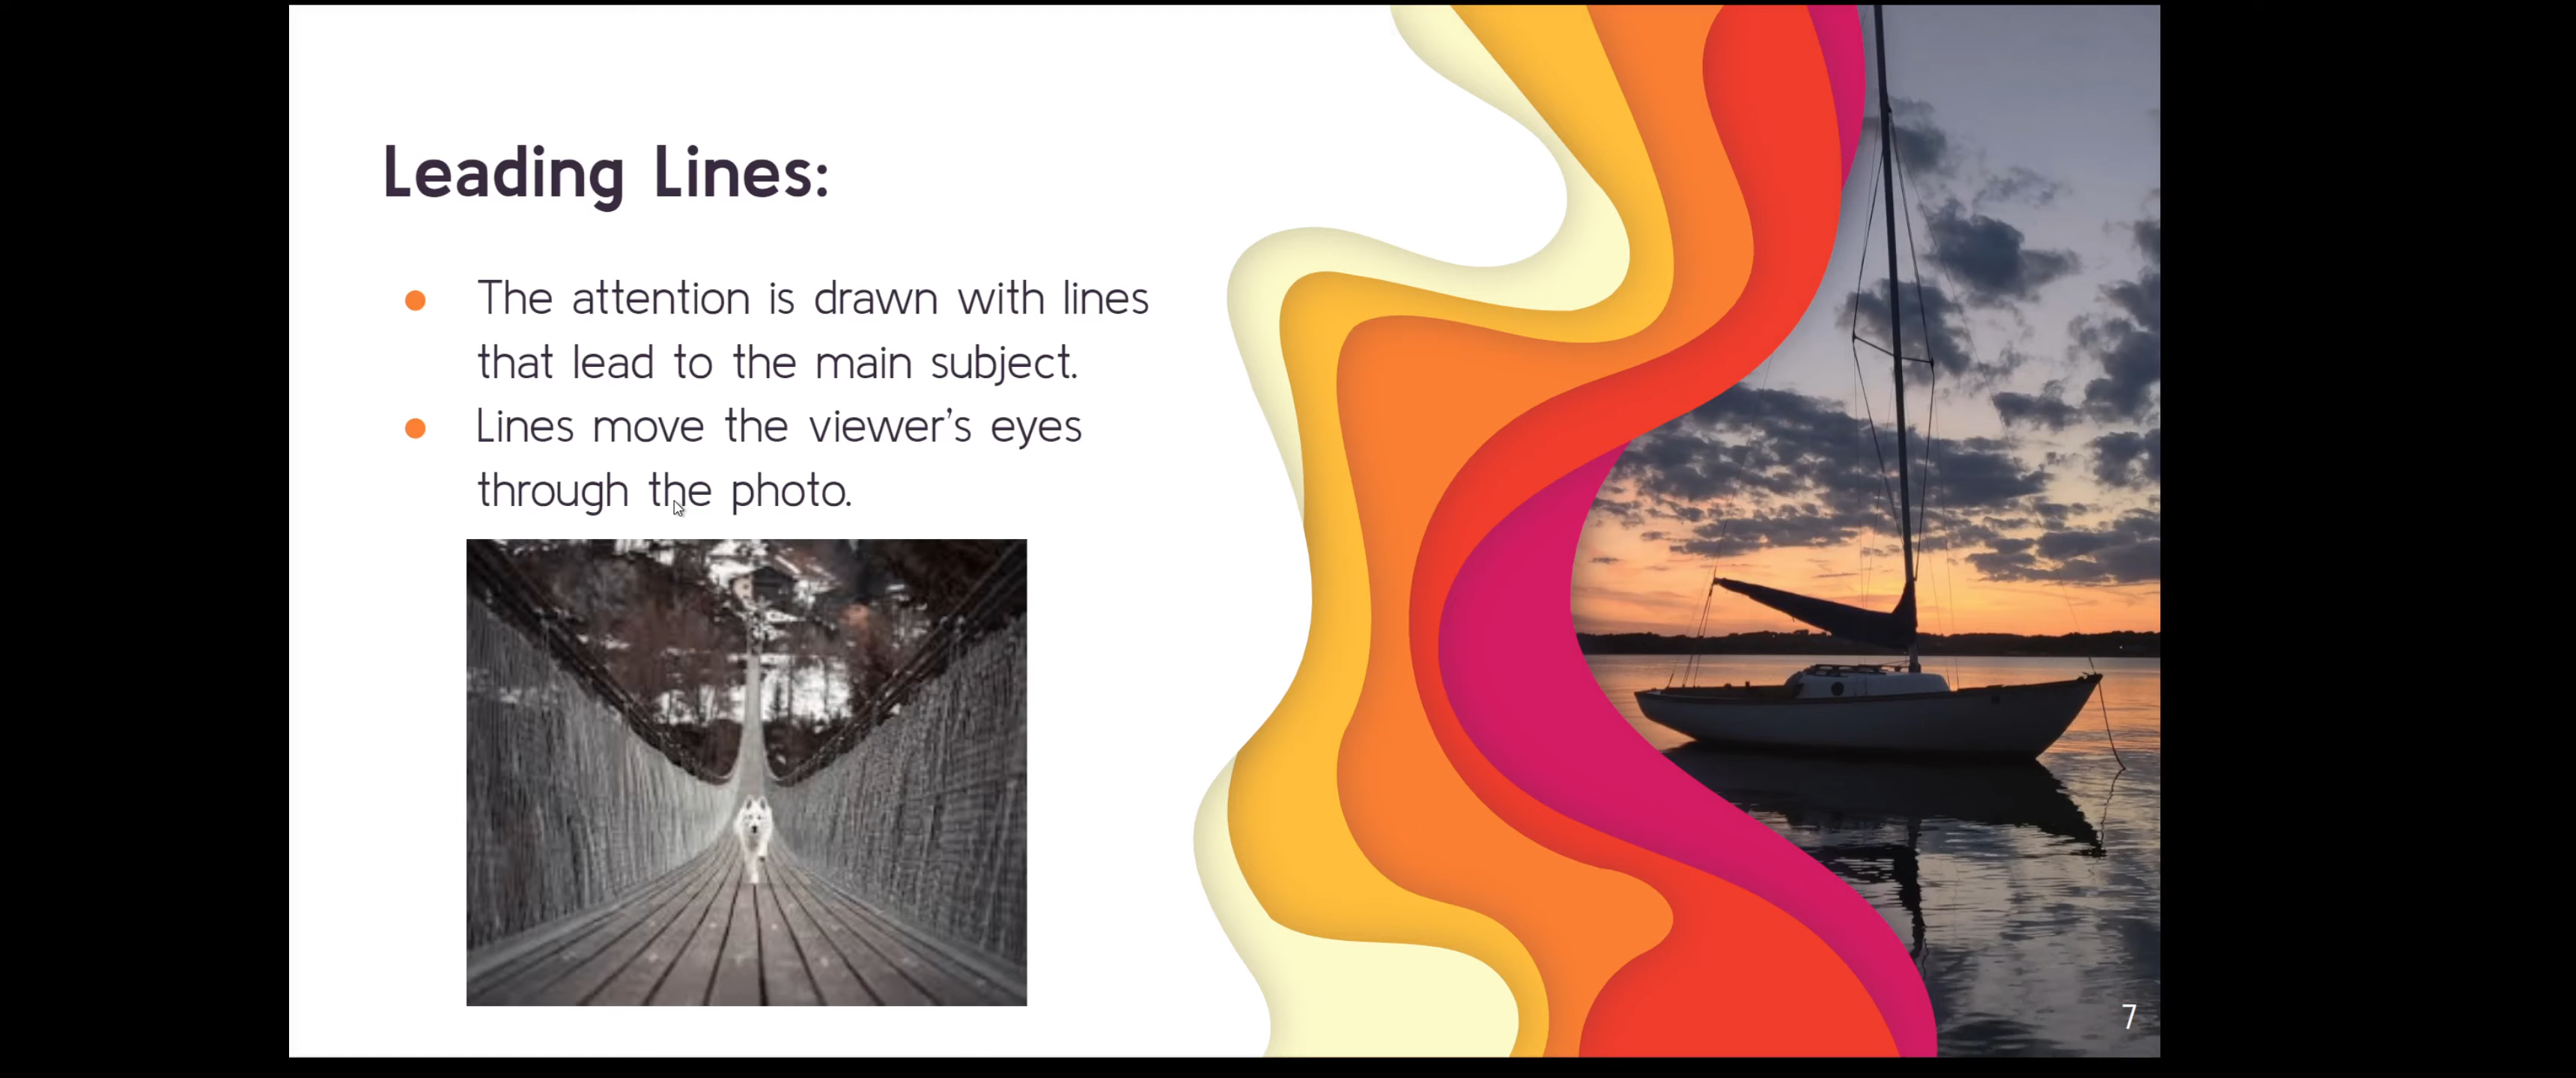 Leading Lines:
The attention is drawn with lines
that lead to the main subject.
Lines move the viewer's eyes
through the photo.
7